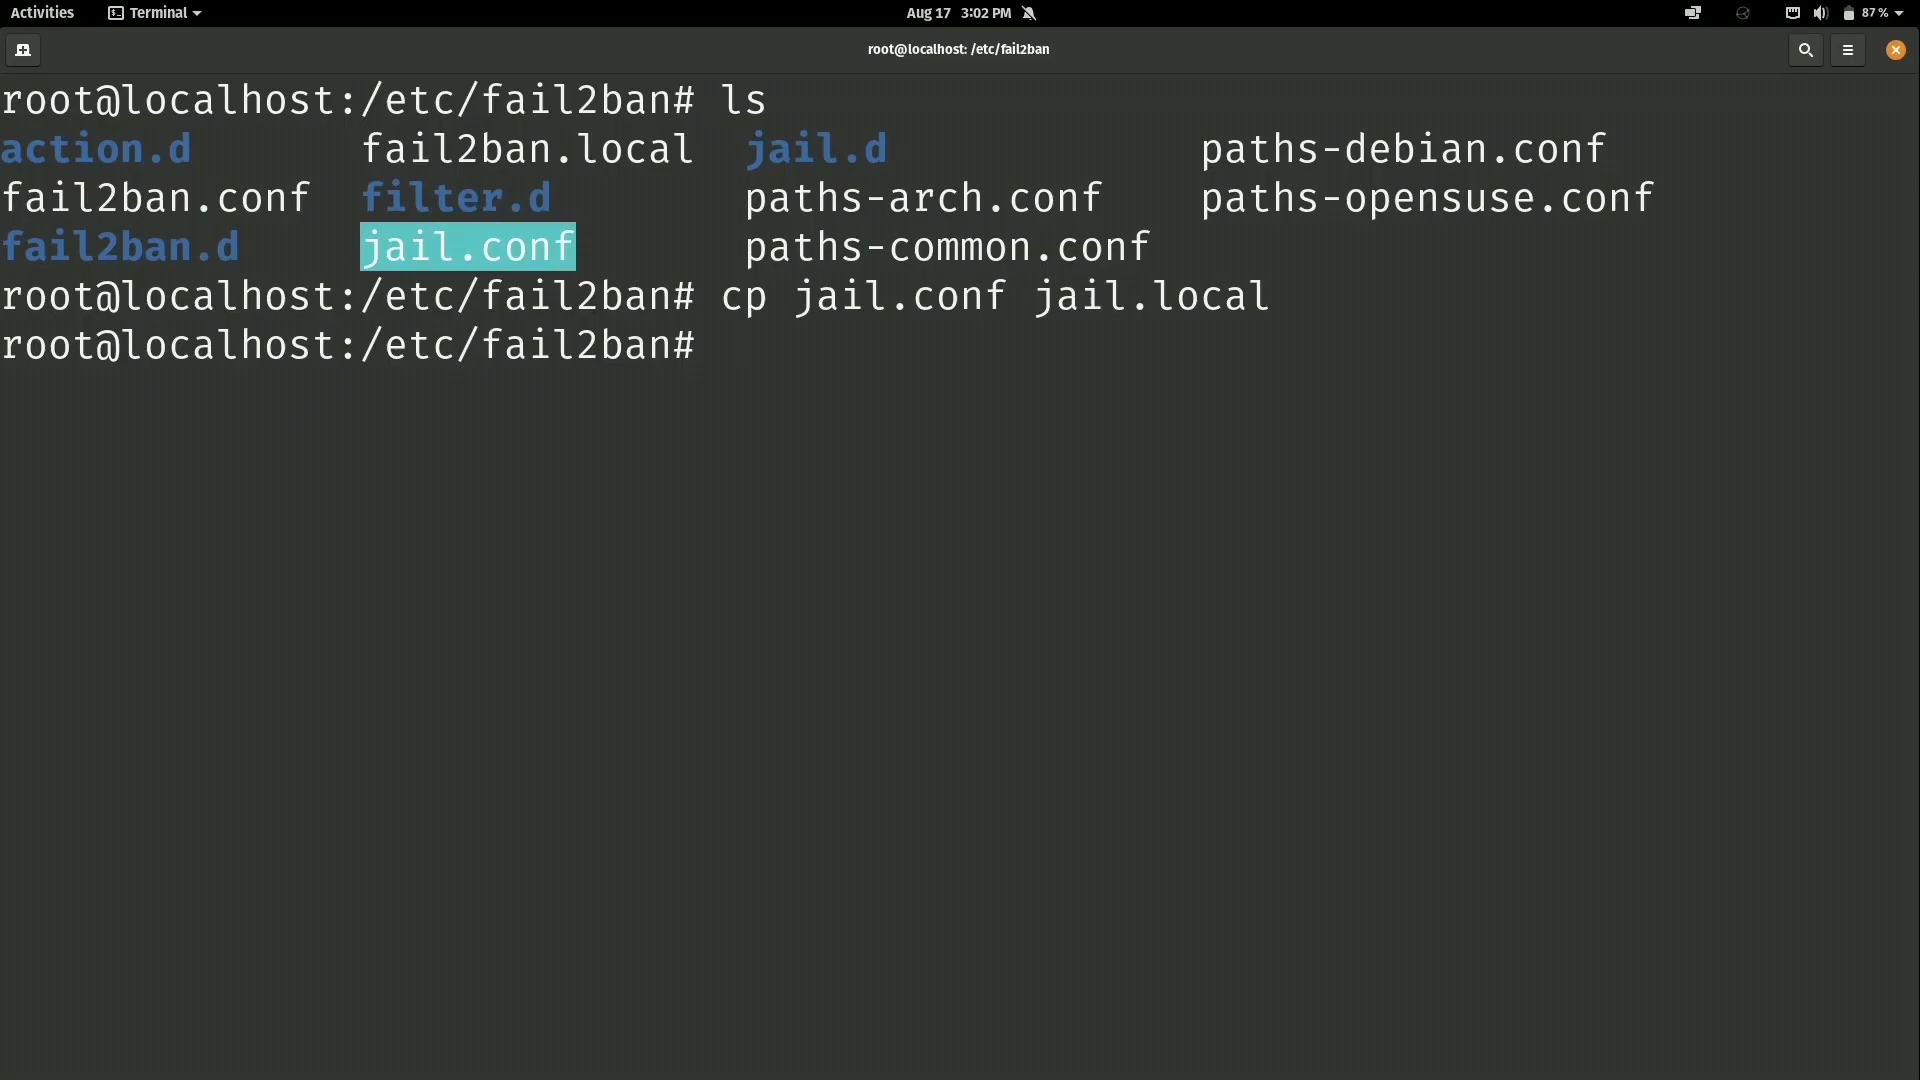 Activities Terminal Aug 17 3:02 PM 87%
root@localhost: /etc/fail2ban
root@localhost:/etc/fail2ban# ls
action.d fail2ban.local jail.d paths-debian.conf
fail2ban.conf filter.d paths-arch.conf paths-opensuse.conf
fail2ban.d jail.conf paths-common.conf
root@localhost:/etc/fail2ban# cp jail.conf jail.local
root@localhost:/etc/fail2ban#